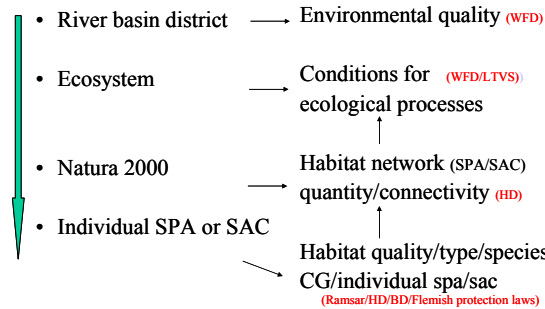 • River basin district
Environmental quality (WFD)
• Ecosystem
Conditions for (WFD/LTVS)
ecological processes
• Natura 2000
Habitat network (SPA/SAC)
quantity/connectivity (HD)
• Individual SPA or SAC
Habitat quality/type/species
CG/individual spa/sac
(Ramsar/HD/BD/Flemish protection laws)